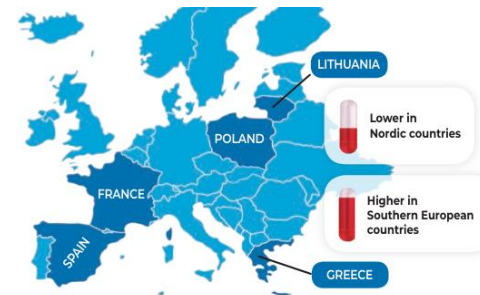 LITHUANIA
POLAND
Lower in
Nordic countries
FRANCE
Higher in
Southern European
countries
SPAIN
GREECE